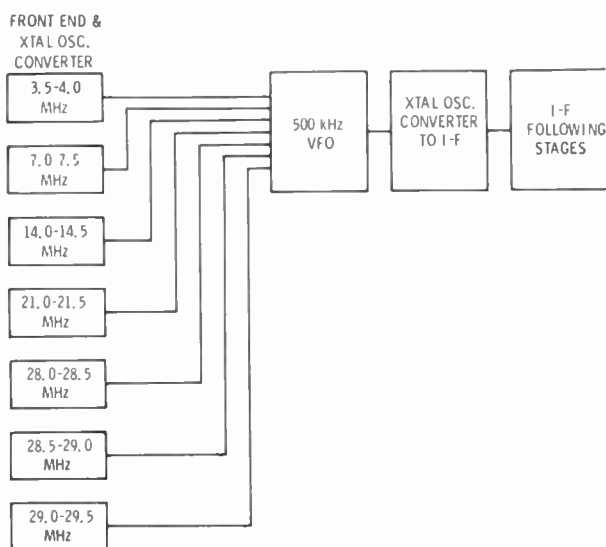 FRONT END &
XTAL OSC.
CONVERTER
3.5-4.0
MHz
7.0 7.5
MHz
14.0-14.5
MHz
21.0-21.5
MHz
28.0-28.5
MHz
28.5-29.0
MHz
29.0-29.5
MHz
500 kHz
VFO
XTAL OSC.
CONVERTER
TO I-F
I-F
FOLLOWING
STAGES